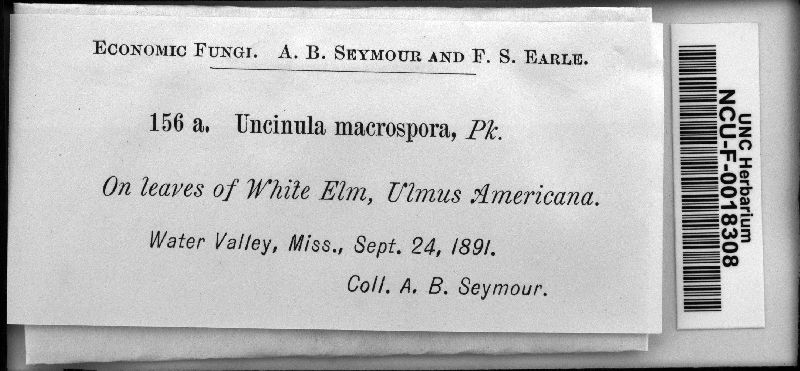 Economic Fungi. A. B. Seymour and F. S. Earle.
156 a. Uncinula macrospora, Pk.
On leaves of White Elm, Ulmus Americana.
Water Valley, Miss., Sept. 24, 1891.
Coll. A. B. Seymour.
UNC Herbarium
NCU-F-0018308